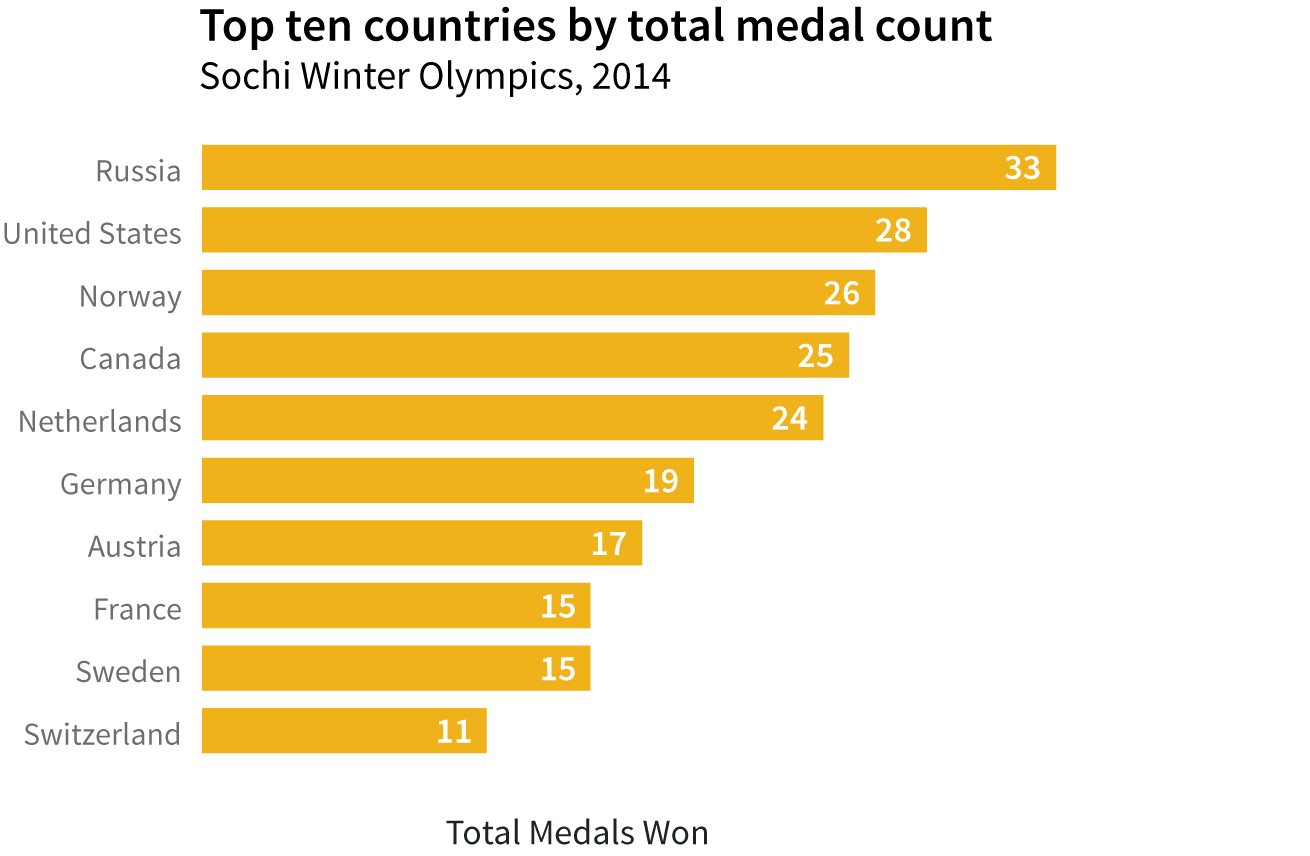 Top ten countries by total medal count
Sochi Winter Olympics, 2014
Russia 33
United States 28
Norway 26
Canada 25
Netherlands 24
Germany 19
Austria 17
France 15
Sweden 15
Switzerland 11
Total Medals Won